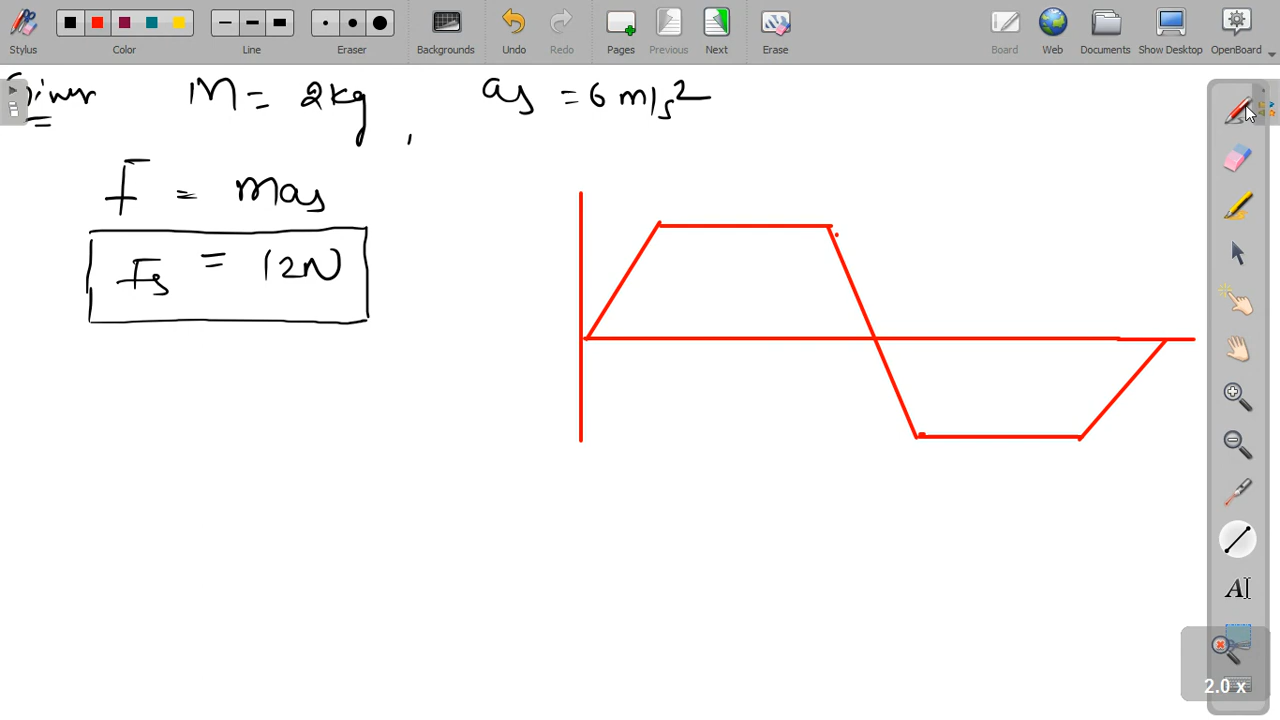 Stylus Color Line Eraser Backgrounds Undo Redo Pages Previous Next Erase Board Web Documents Show Desktop OpenBoard
Given M = 2kg , as = 6 m/s2
F = mas
Fs = 12N
AI
2.0 x